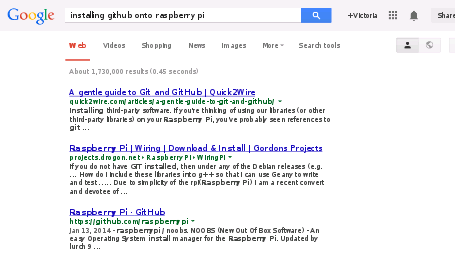 Google installing github onto raspberry pi +Victoria Share
Web Videos Shopping News Images More Search tools
About 1,730,000 results (0.45 seconds)
A gentle guide to Git and GitHub | Quick2Wire
quick2wire.com/articles/a-gentle-guide-to-git-and-github/
Installing third-party software. If you're thinking of using our libraries (or other
third-party libraries) on your Raspberry Pi, you've probably seen references to
git ...
Raspberry Pi | Wiring | Download & Install | Gordons Projects
projects.drogon.net › Raspberry Pi › WiringPi
If you do not have GIT installed, then under any of the Debian releases (e.g.
... How do I include these libraries into g++ so that I can use Geany to write
and test ..... Due to simplicity of the rpi(Raspberry Pi) I am a recent convert
and devotee of ...
Raspberry Pi · GitHub
https://github.com/raspberrypi
Jan 13, 2014 - raspberrypi / noobs. NOOBS (New Out Of Box Software) - An
easy Operating System install manager for the Raspberry Pi. Updated by
lurch 9 ...